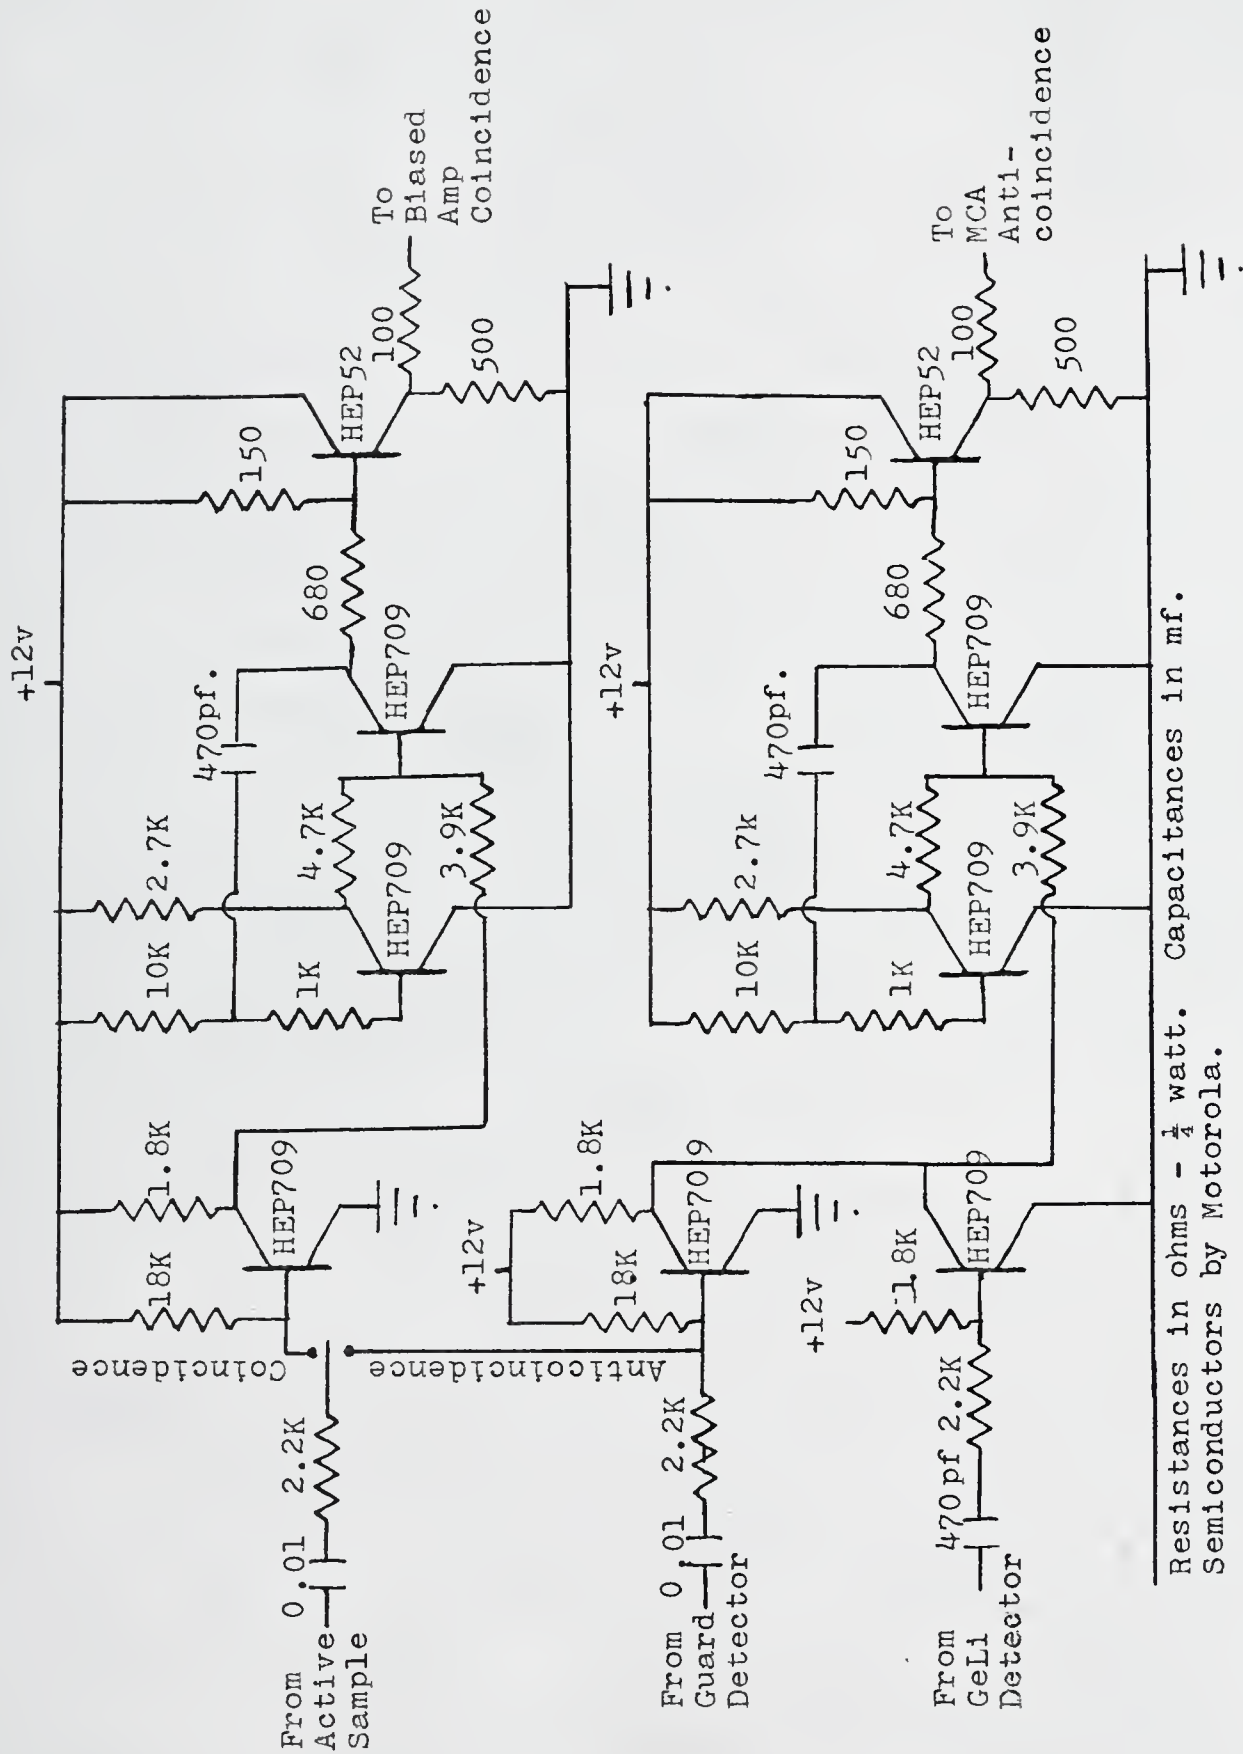 +12v
18K
1.8K
10K
2.7K
470pf.
150
HEP709
1K
HEP709
4.7K
3.9K
HEP709
680
HEP52
100
500
To
Biased
Amp
Coincidence
From
Active
Sample
0.01
2.2K
Coincidence
Anticoincidence
+12v
18K
1.8K
HEP709
From
Guard
Detector
0.01
2.2K
+12v
1.8K
HEP709
From
GeLi
Detector
470pf
2.2K
+12v
10K
2.7k
470pf.
150
1K
HEP709
4.7K
3.9K
HEP709
680
HEP52
100
500
To
MCA
Anti-
coincidence
Resistances in ohms - ¼ watt. Capacitances in mf.
Semiconductors by Motorola.